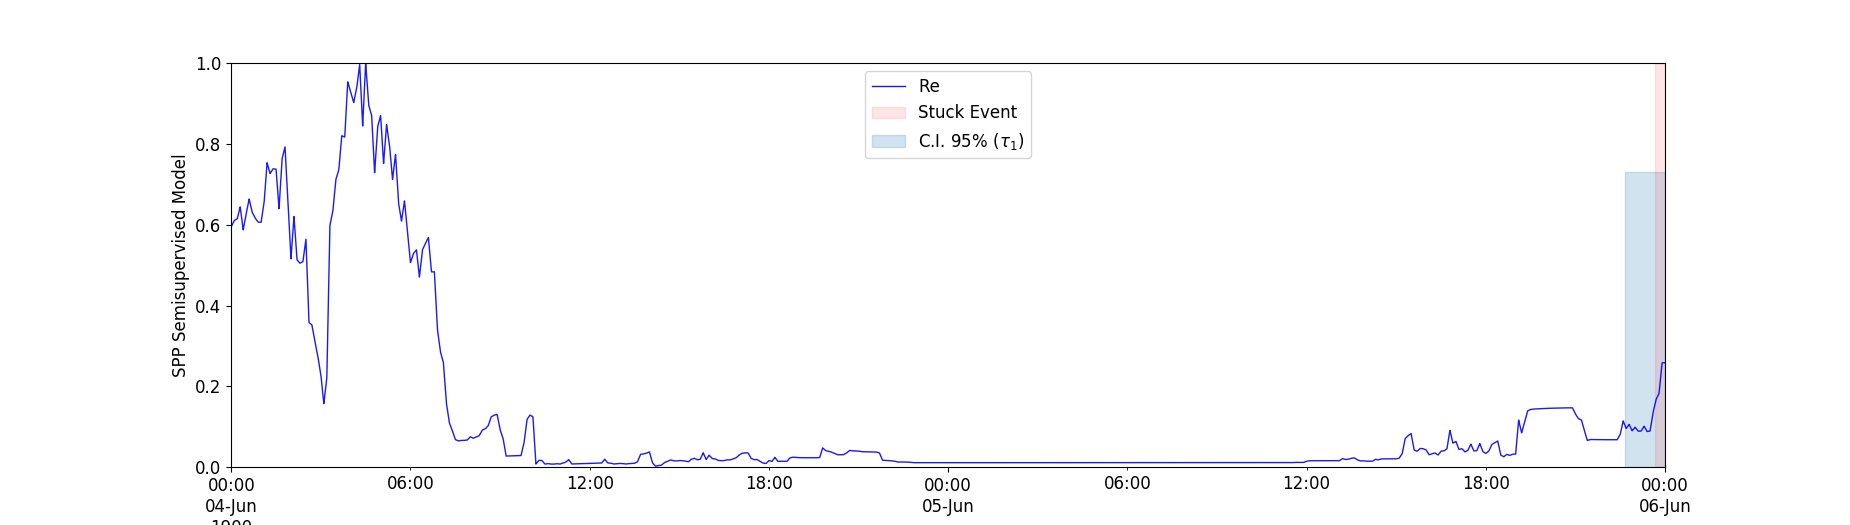 SPP Semisupervised Model
1.0
0.8
0.6
0.4
0.2
0.0
Re
Stuck Event
C.I. 95% (τ₁)
00:00 06:00 12:00 18:00 00:00 06:00 12:00 18:00 00:00
04-Jun 05-Jun 06-Jun
1900